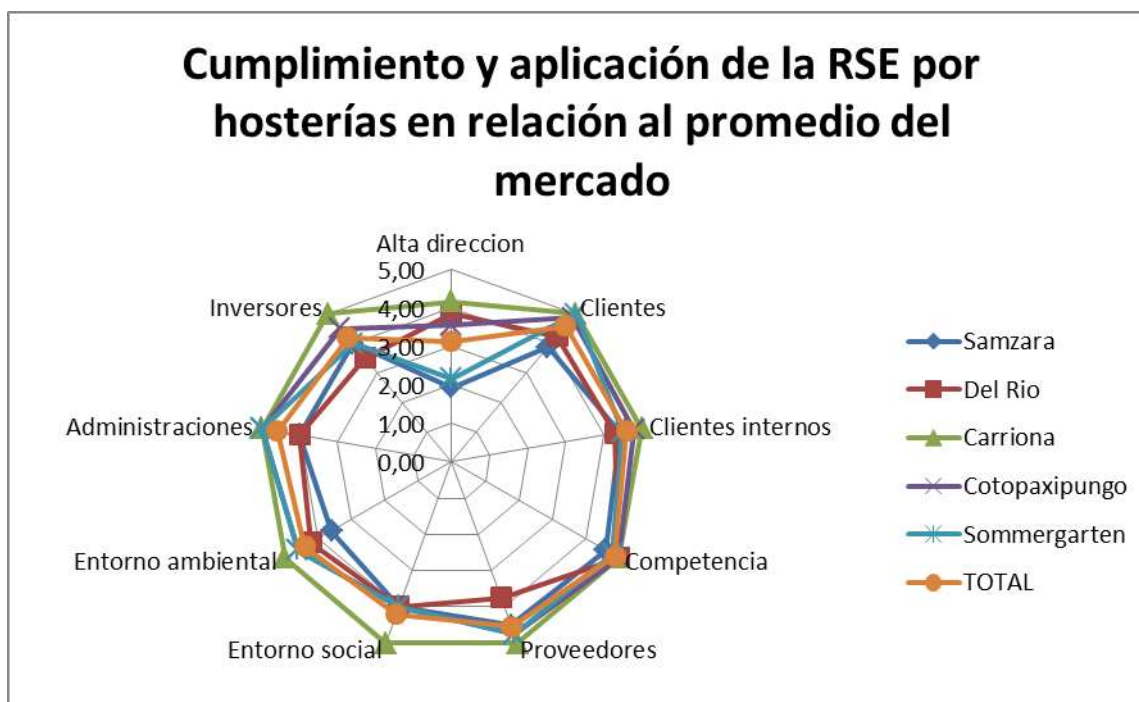 Cumplimiento y aplicación de la RSE por
hosterías en relación al promedio del
mercado
Alta direccion
5,00
4,00
3,00
2,00
1,00
0,00
Clientes
Clientes internos
Competencia
Proveedores
Entorno social
Entorno ambiental
Administraciones
Inversores
Samzara
Del Rio
Carriona
Cotopaxipungo
Sommergarten
TOTAL